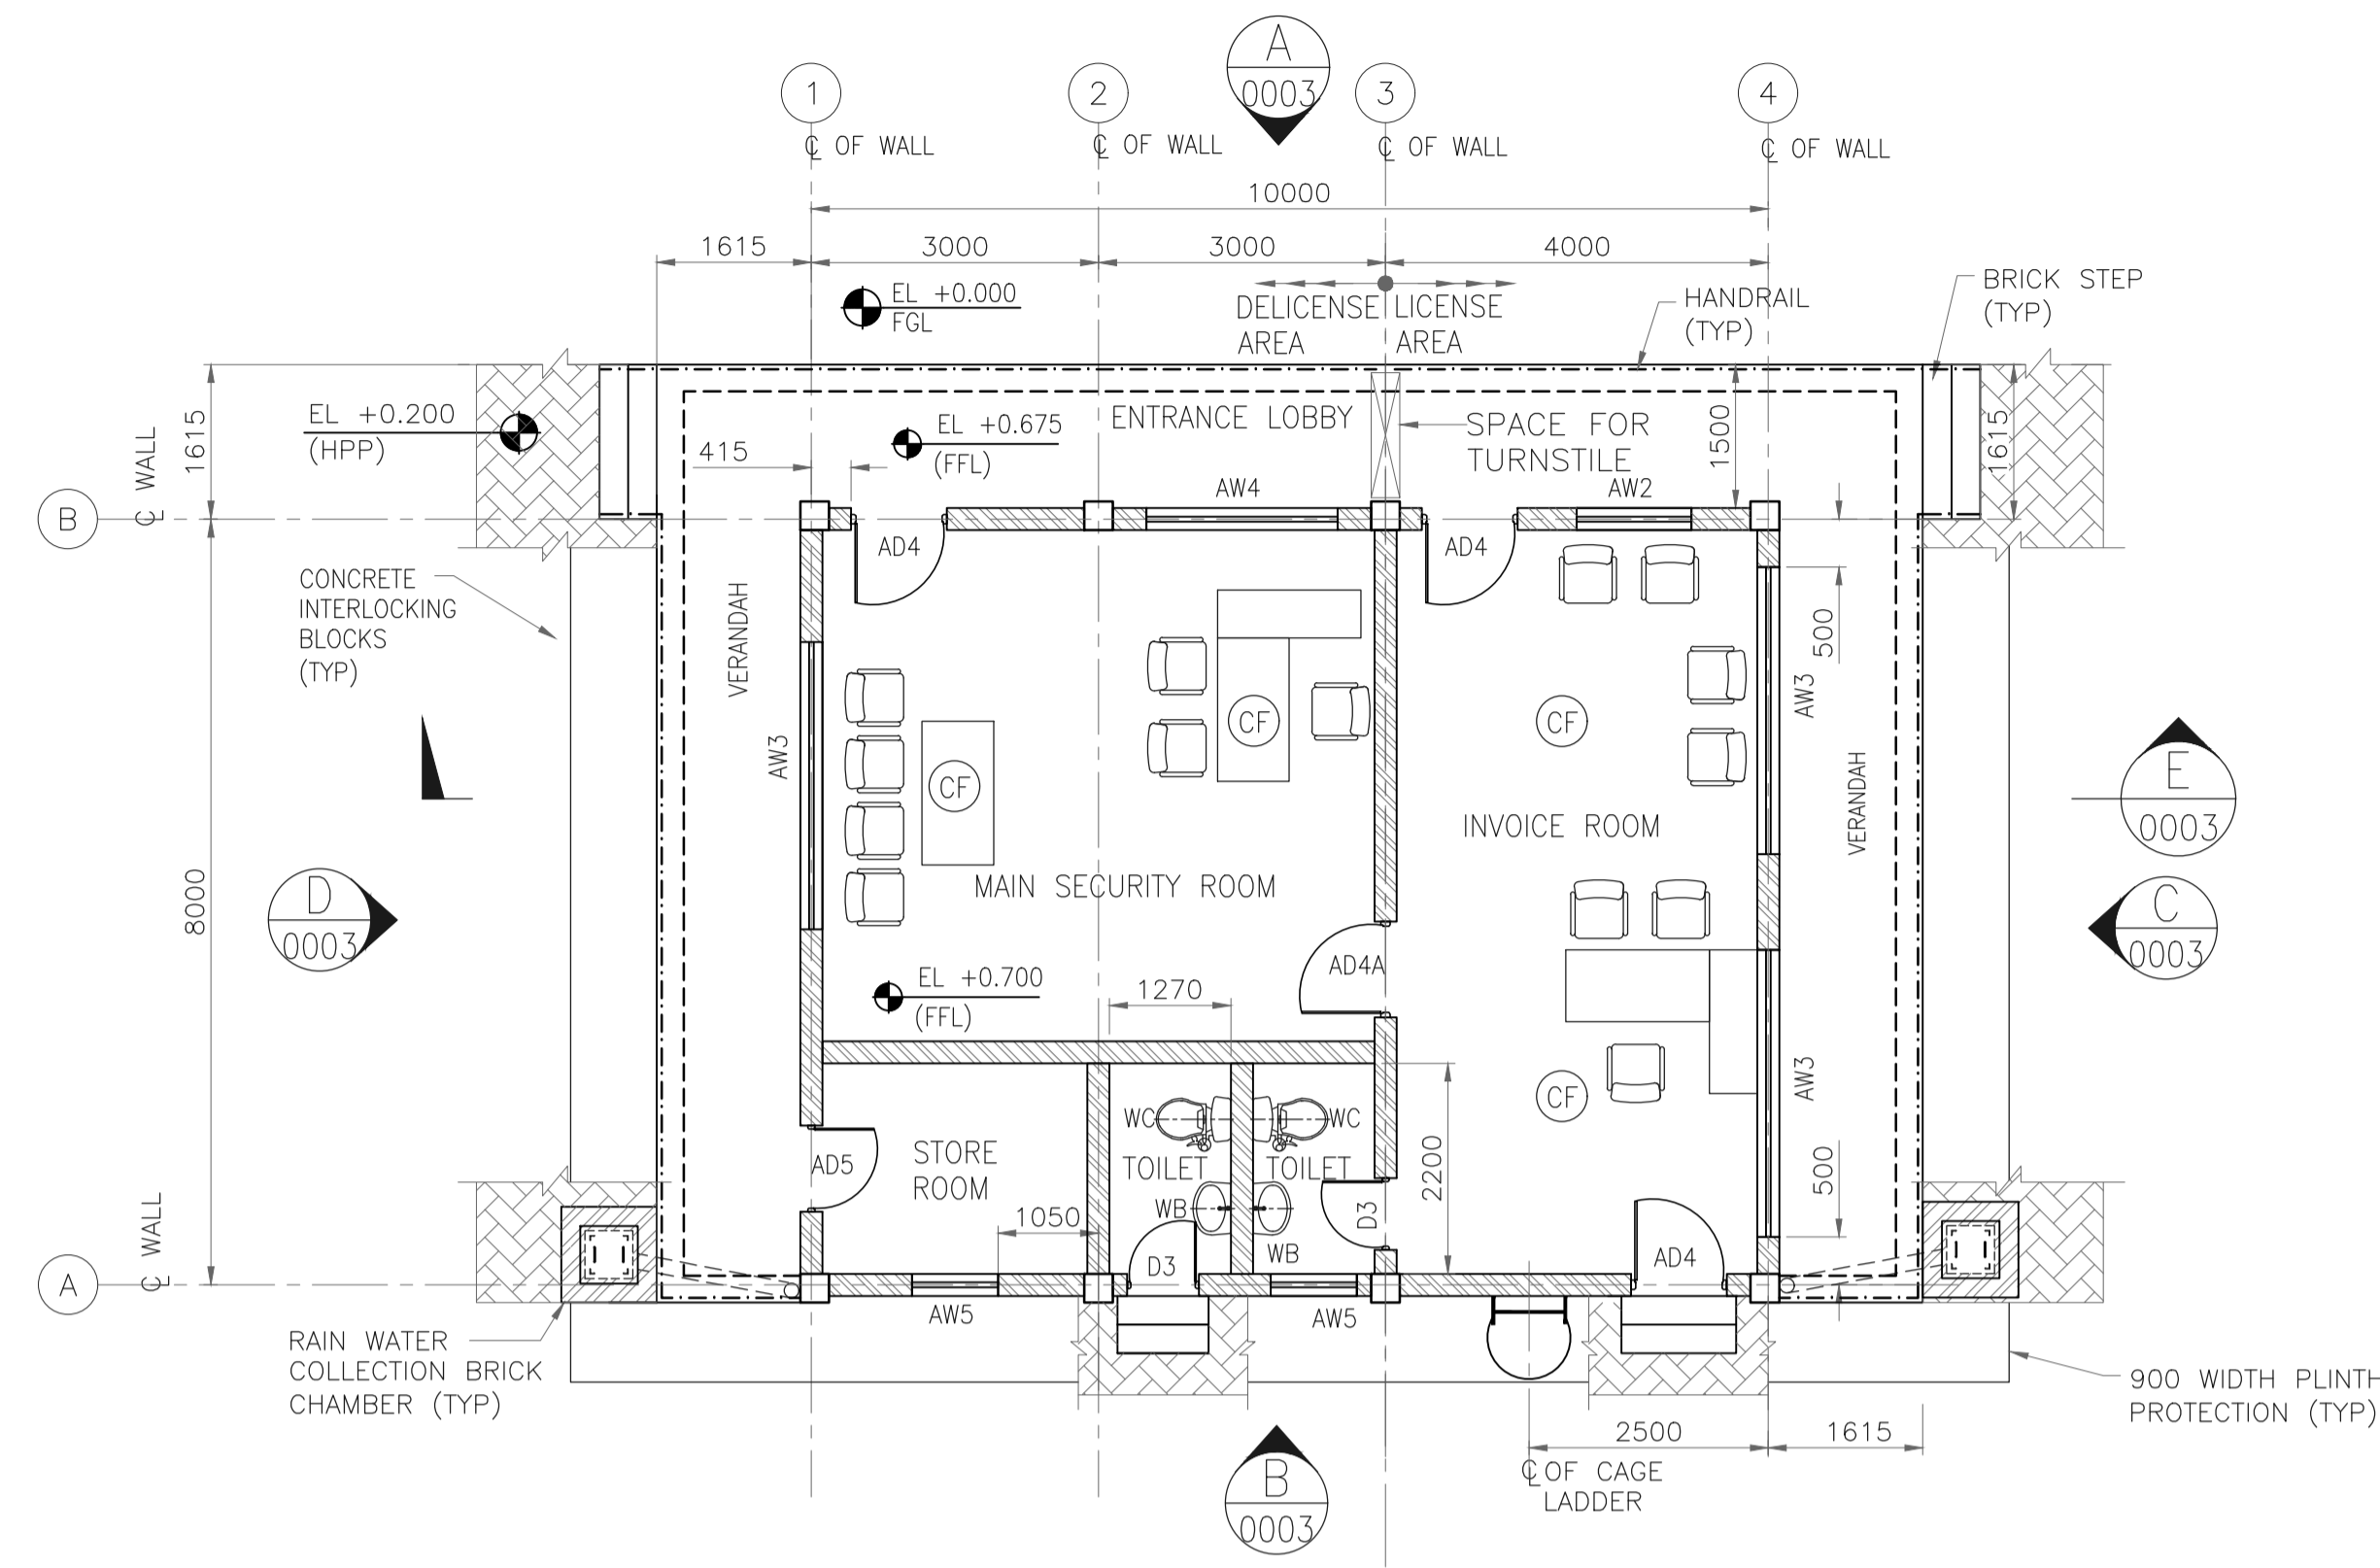 A
0003
1
2
3
4
℄ OF WALL
℄ OF WALL
℄ OF WALL
℄ OF WALL
10000
1615
3000
3000
4000
EL +0.000
FGL
DELICENSE
AREA
LICENSE
AREA
HANDRAIL
(TYP)
BRICK STEP
(TYP)
EL +0.200
(HPP)
1615
℄ WALL
B
415
EL +0.675
(FFL)
ENTRANCE LOBBY
SPACE FOR
TURNSTILE
1500
1615
AW4
AW2
AD4
AD4
CONCRETE
INTERLOCKING
BLOCKS
(TYP)
VERANDAH
AW3
500
AW3
CF
CF
CF
VERANDAH
E
0003
INVOICE ROOM
MAIN SECURITY ROOM
8000
D
0003
C
0003
AD4A
EL +0.700
(FFL)
1270
CF
AW3
WC
WC
STORE
ROOM
AD5
TOILET
TOILET
2200
500
WB
WB
1050
D3
D3
AD4
℄ WALL
A
AW5
AW5
RAIN WATER
COLLECTION BRICK
CHAMBER (TYP)
900 WIDTH PLINTH
PROTECTION (TYP)
2500
1615
℄ OF CAGE
LADDER
B
0003